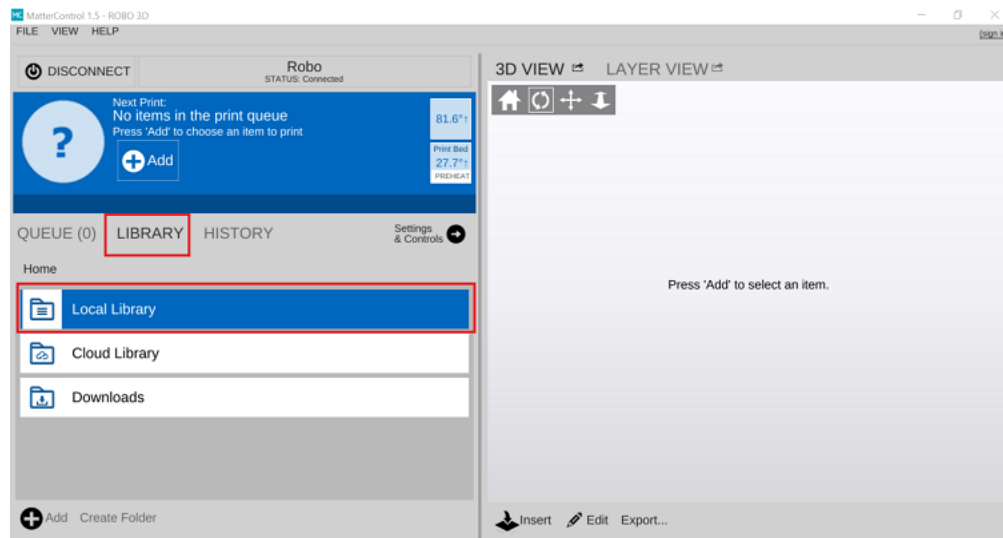 MC MatterControl 1.5 - ROBO 3D
FILE VIEW HELP
(sign i
DISCONNECT
Robo
STATUS: Connected
Next Print:
No items in the print queue
Press 'Add' to choose an item to print
? 
Add
81.6°↑
Print Bed
27.7°↑
PREHEAT
QUEUE (0) LIBRARY HISTORY
Settings
& Controls
Home
Local Library
Cloud Library
Downloads
Add Create Folder
3D VIEW LAYER VIEW
Press 'Add' to select an item.
Insert Edit Export...